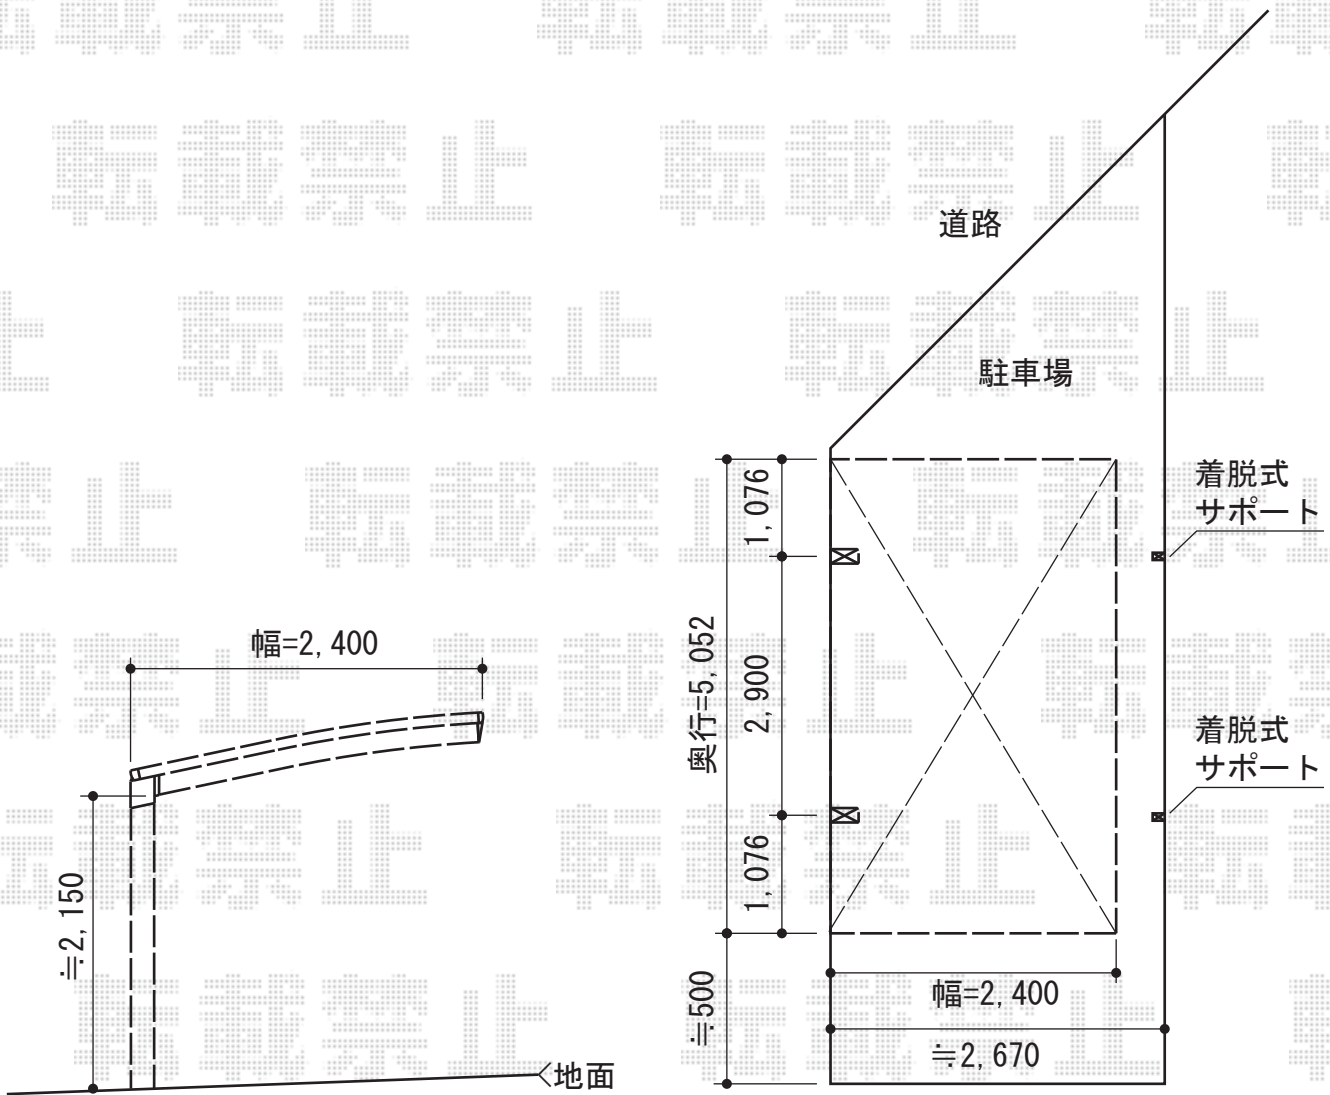 転載禁止
道路
駐車場
着脱式
サポート
1,076
幅=2,400
奥行=5,052
2,900
着脱式
サポート
1,076
≒2,150
≒500
幅=2,400
≒2,670
地面